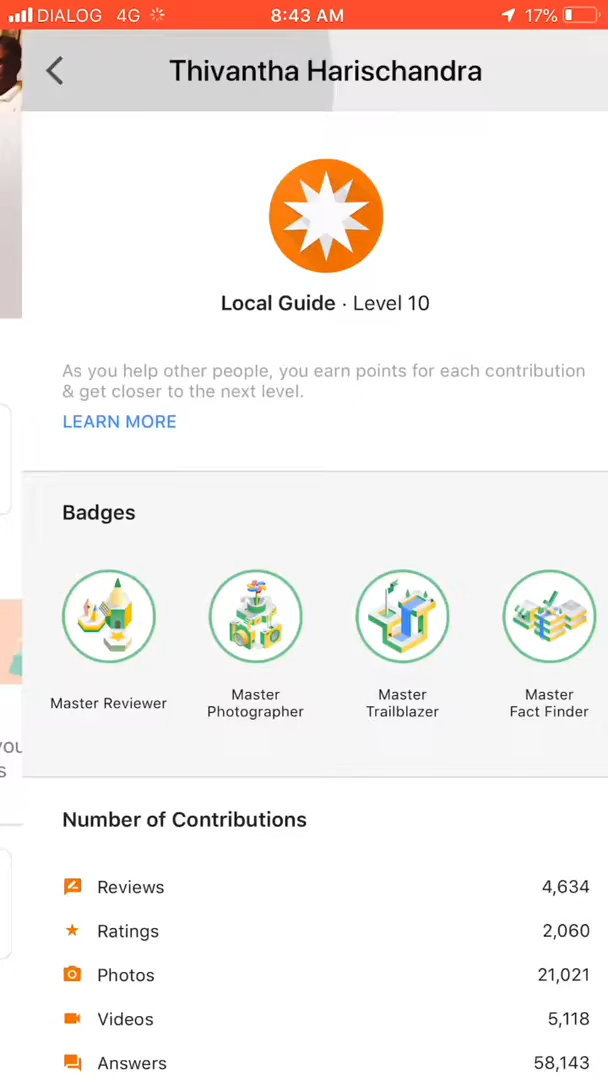 DIALOG 4G 8:43 AM 17%
Thivantha Harischandra
Local Guide · Level 10
As you help other people, you earn points for each contribution
& get closer to the next level.
LEARN MORE
Badges
Master Reviewer
Master
Photographer
Master
Trailblazer
Master
Fact Finder
you
s
Number of Contributions
Reviews 4,634
Ratings 2,060
Photos 21,021
Videos 5,118
Answers 58,143